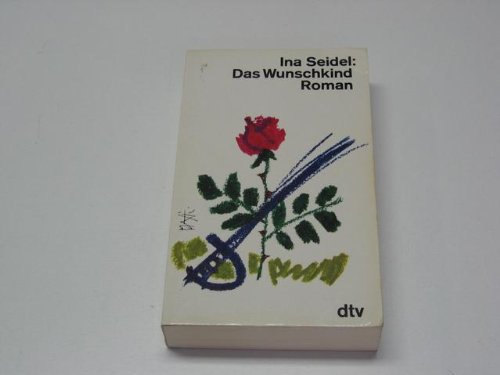 Ina Seidel:
Das Wunschkind
Roman
dtv